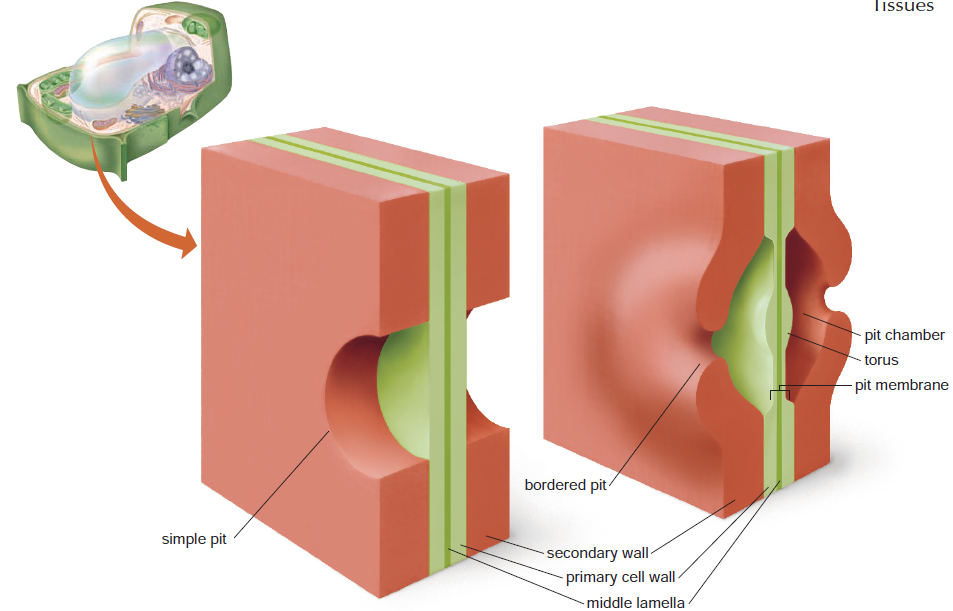 Tissues
pit chamber
torus
pit membrane
bordered pit
simple pit
secondary wall
primary cell wall
middle lamella